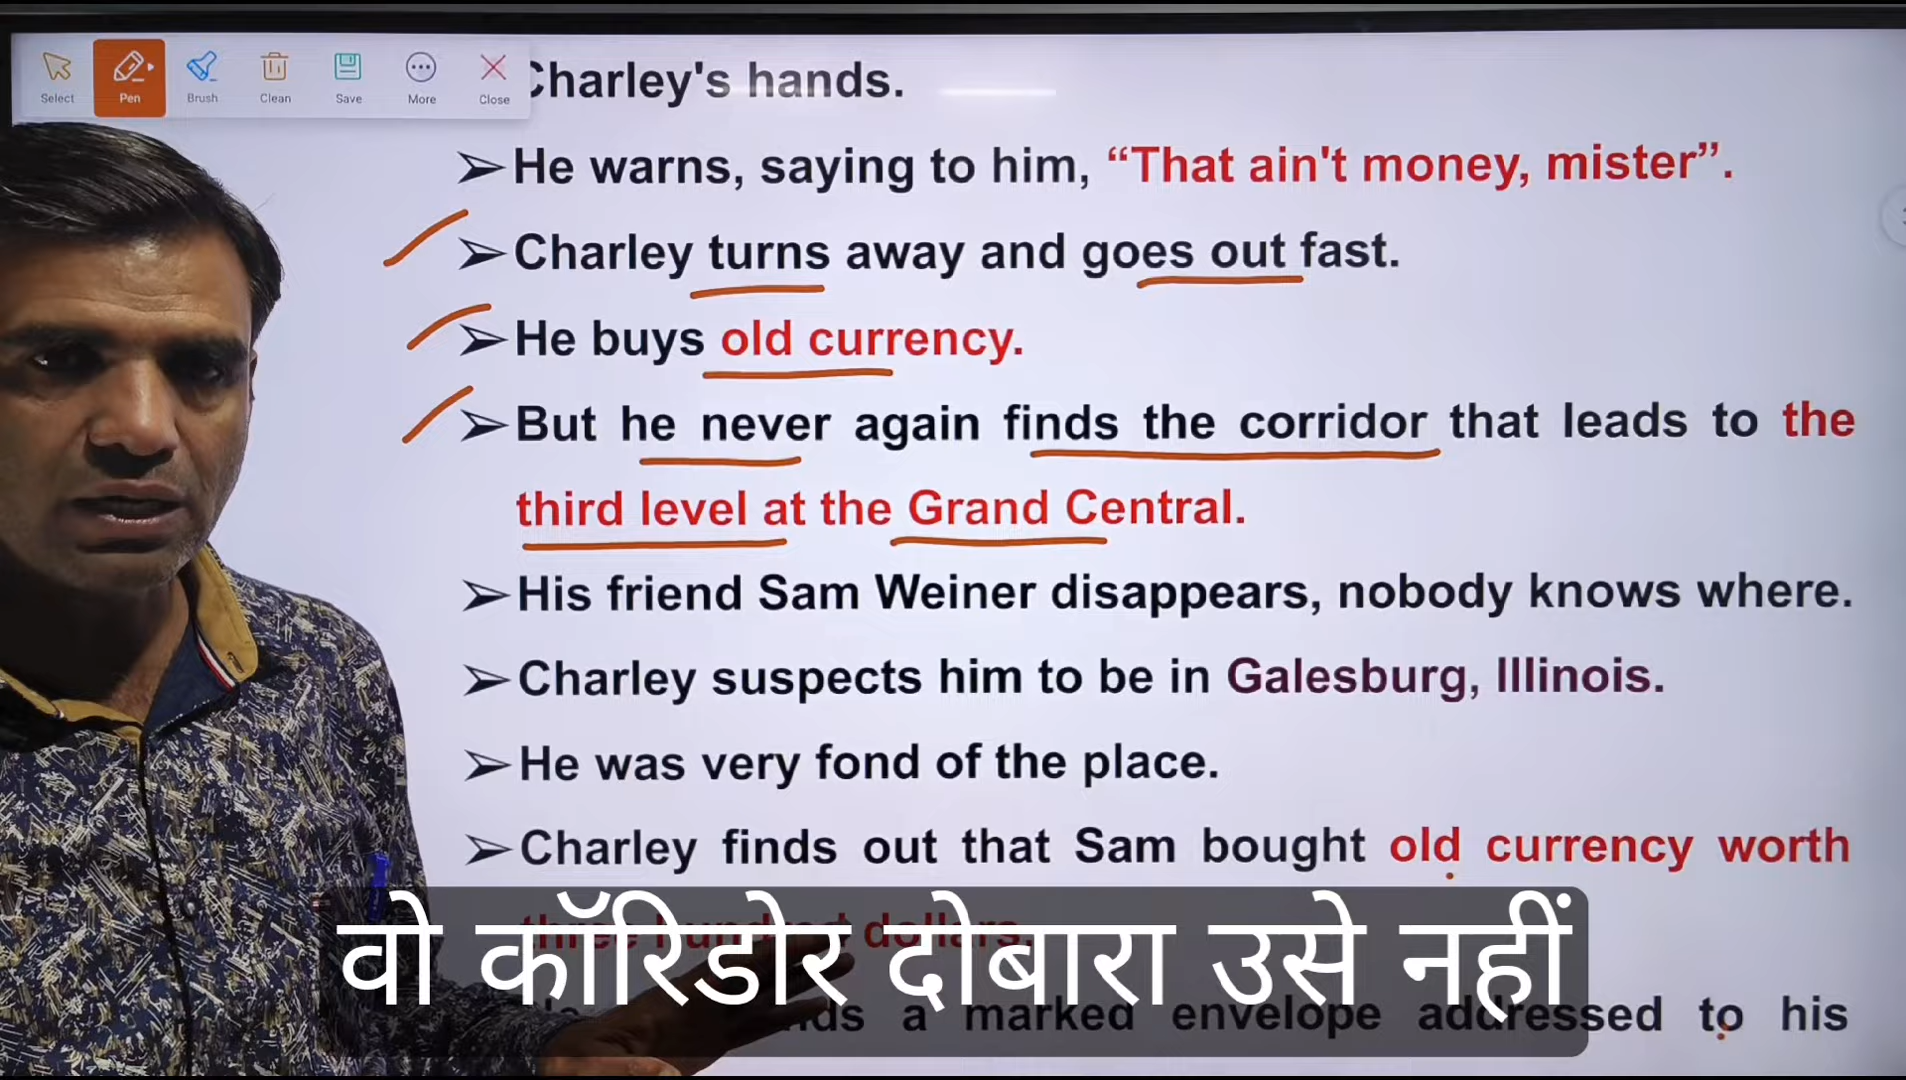 Select Pen Brush Clean Save More Close
Charley's hands.
➢ He warns, saying to him, “That ain't money, mister”.
➢ Charley turns away and goes out fast.
➢ He buys old currency.
➢ But he never again finds the corridor that leads to the
third level at the Grand Central.
➢ His friend Sam Weiner disappears, nobody knows where.
➢ Charley suspects him to be in Galesburg, Illinois.
➢ He was very fond of the place.
➢ Charley finds out that Sam bought old currency worth
three hundred dollars.
वो कॉरिडोर दोबारा उसे नहीं
a marked envelope addressed to his